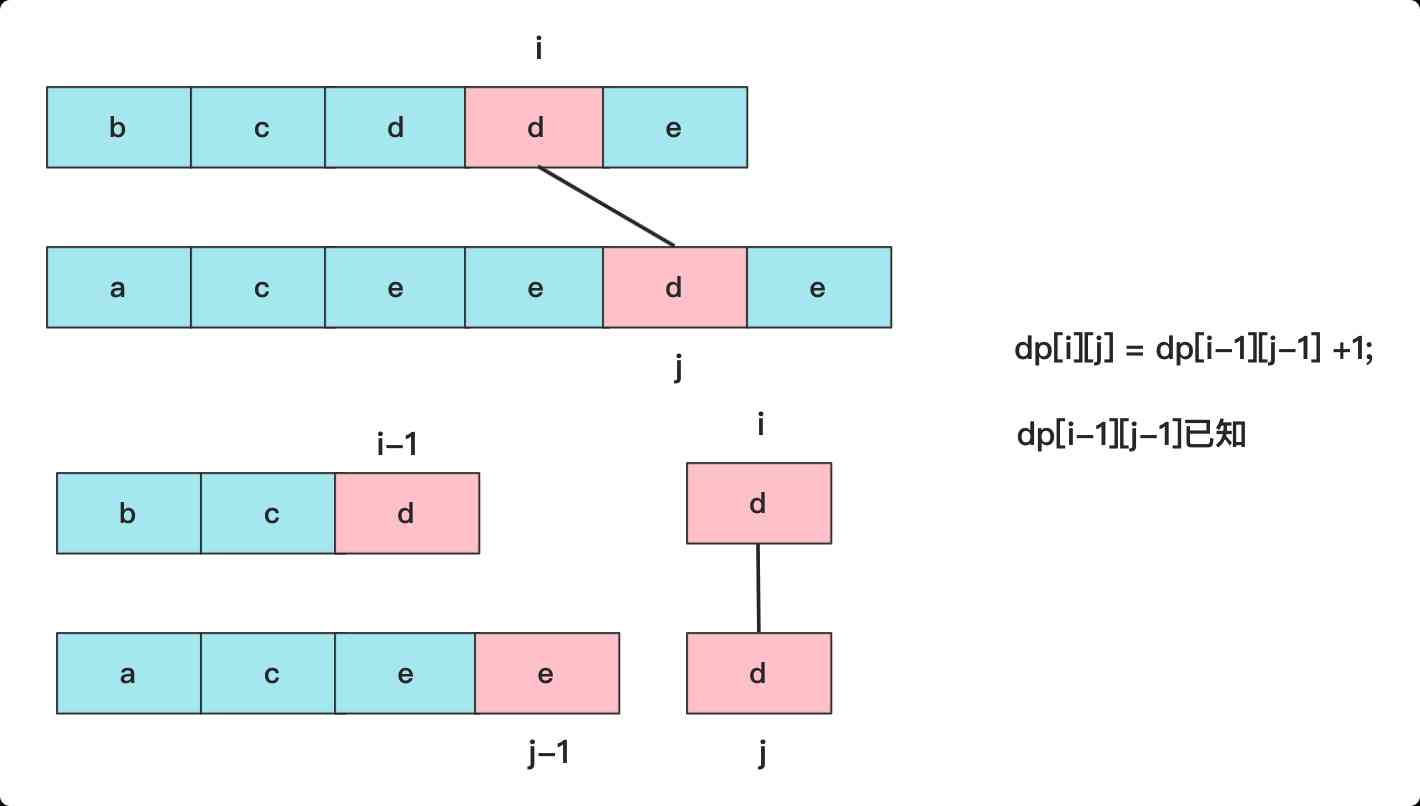 i
b c d d e
a c e e d e
j
dp[i][j] = dp[i-1][j-1] +1;
dp[i-1][j-1]已知
i-1
b c d
a c e e
j-1
i
d
d
j